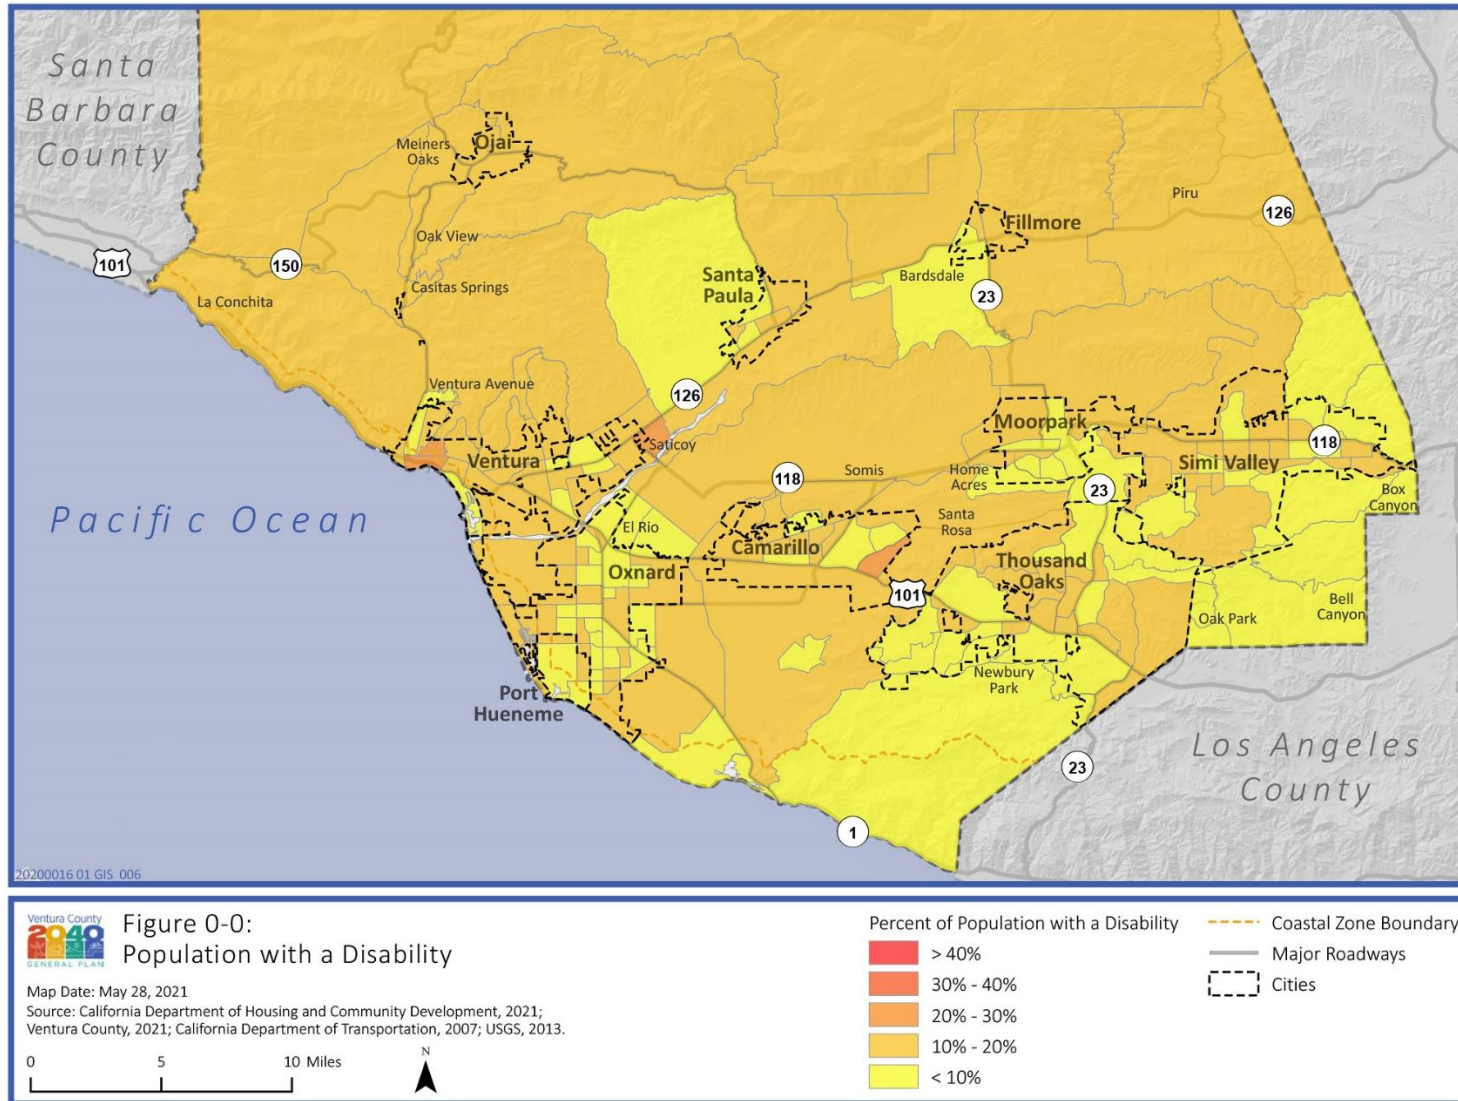 Santa
Barbara
County
Meiners
Oaks
Ojai
Piru
126
Fillmore
Oak View
101
150
Santa
Paula
Bardsdale
Casitas Springs
23
La Conchita
Ventura Avenue
126
Moorpark
Saticoy
118
Ventura
Simi Valley
118
Somis
Home
Acres
23
Box
Canyon
Pacific Ocean
El Rio
Santa
Rosa
Camarillo
Thousand
Oaks
Oxnard
101
Bell
Canyon
Oak Park
Newbury
Park
Port
Hueneme
Los Angeles
County
23
1
20200016 01 GIS 006
Ventura County
2040
GENERAL PLAN
Figure 0-0:
Population with a Disability
Map Date: May 28, 2021
Source: California Department of Housing and Community Development, 2021;
Ventura County, 2021; California Department of Transportation, 2007; USGS, 2013.
0 5 10 Miles
N
Percent of Population with a Disability
> 40%
30% - 40%
20% - 30%
10% - 20%
< 10%
Coastal Zone Boundary
Major Roadways
Cities